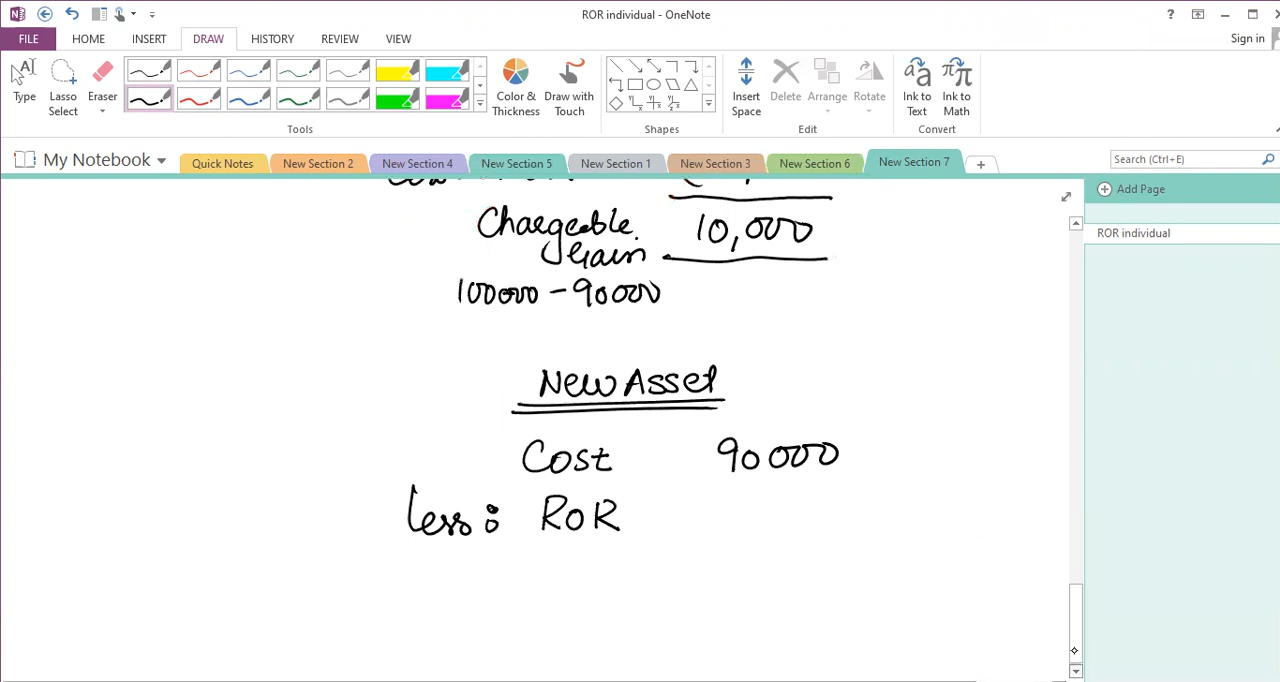 ROR individual - OneNote
? 
Sign in
FILE HOME INSERT DRAW HISTORY REVIEW VIEW
Type
Lasso Select
Eraser
Color & Thickness
Draw with Touch
Insert Space
Delete
Arrange
Rotate
Ink to Text
Ink to Math
Tools Shapes Edit Convert
My Notebook Quick Notes New Section 2 New Section 4 New Section 5 New Section 1 New Section 3 New Section 6 New Section 7
Search (Ctrl+E)
Add Page
ROR individual
Chargeable 10,000
Gain
100000 - 90000
New Asset
Cost 90000
Less: ROR